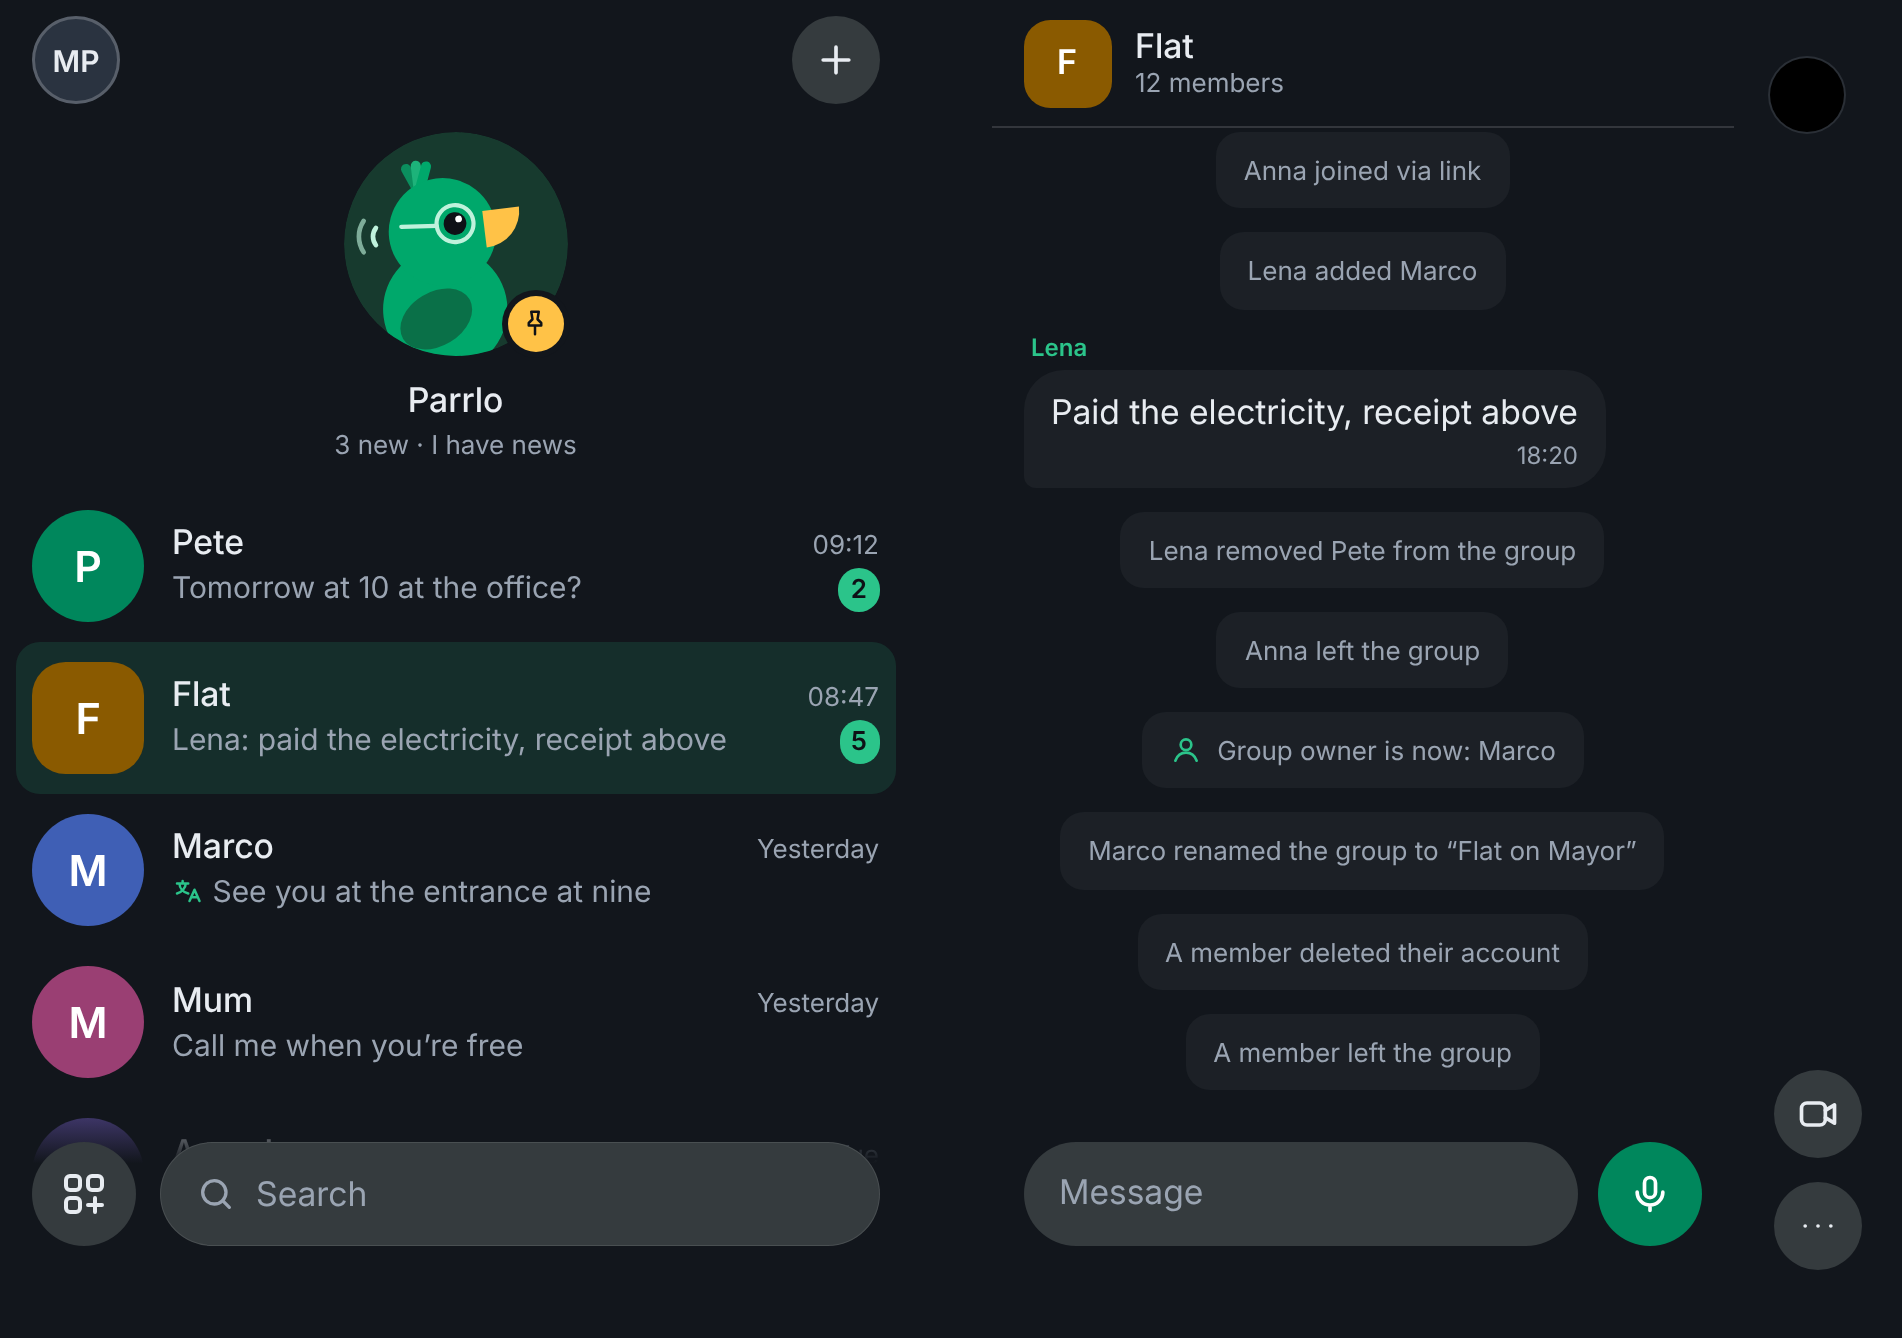 MP
Parrlo
3 new · I have news
P
Pete
09:12
Tomorrow at 10 at the office?
2
F
Flat
08:47
Lena: paid the electricity, receipt above
5
M
Marco
Yesterday
See you at the entrance at nine
M
Mum
Yesterday
Call me when you’re free
Search
F
Flat
12 members
Anna joined via link
Lena added Marco
Lena
Paid the electricity, receipt above
18:20
Lena removed Pete from the group
Anna left the group
Group owner is now: Marco
Marco renamed the group to “Flat on Mayor”
A member deleted their account
A member left the group
Message